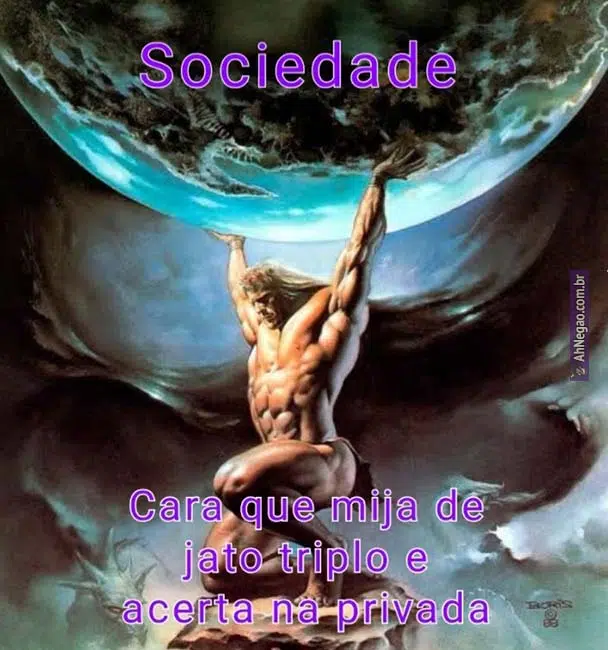 Sociedade
AhNegao.com.br
Cara que mija de
jato triplo e
acerta na privada
BORIS
©
88